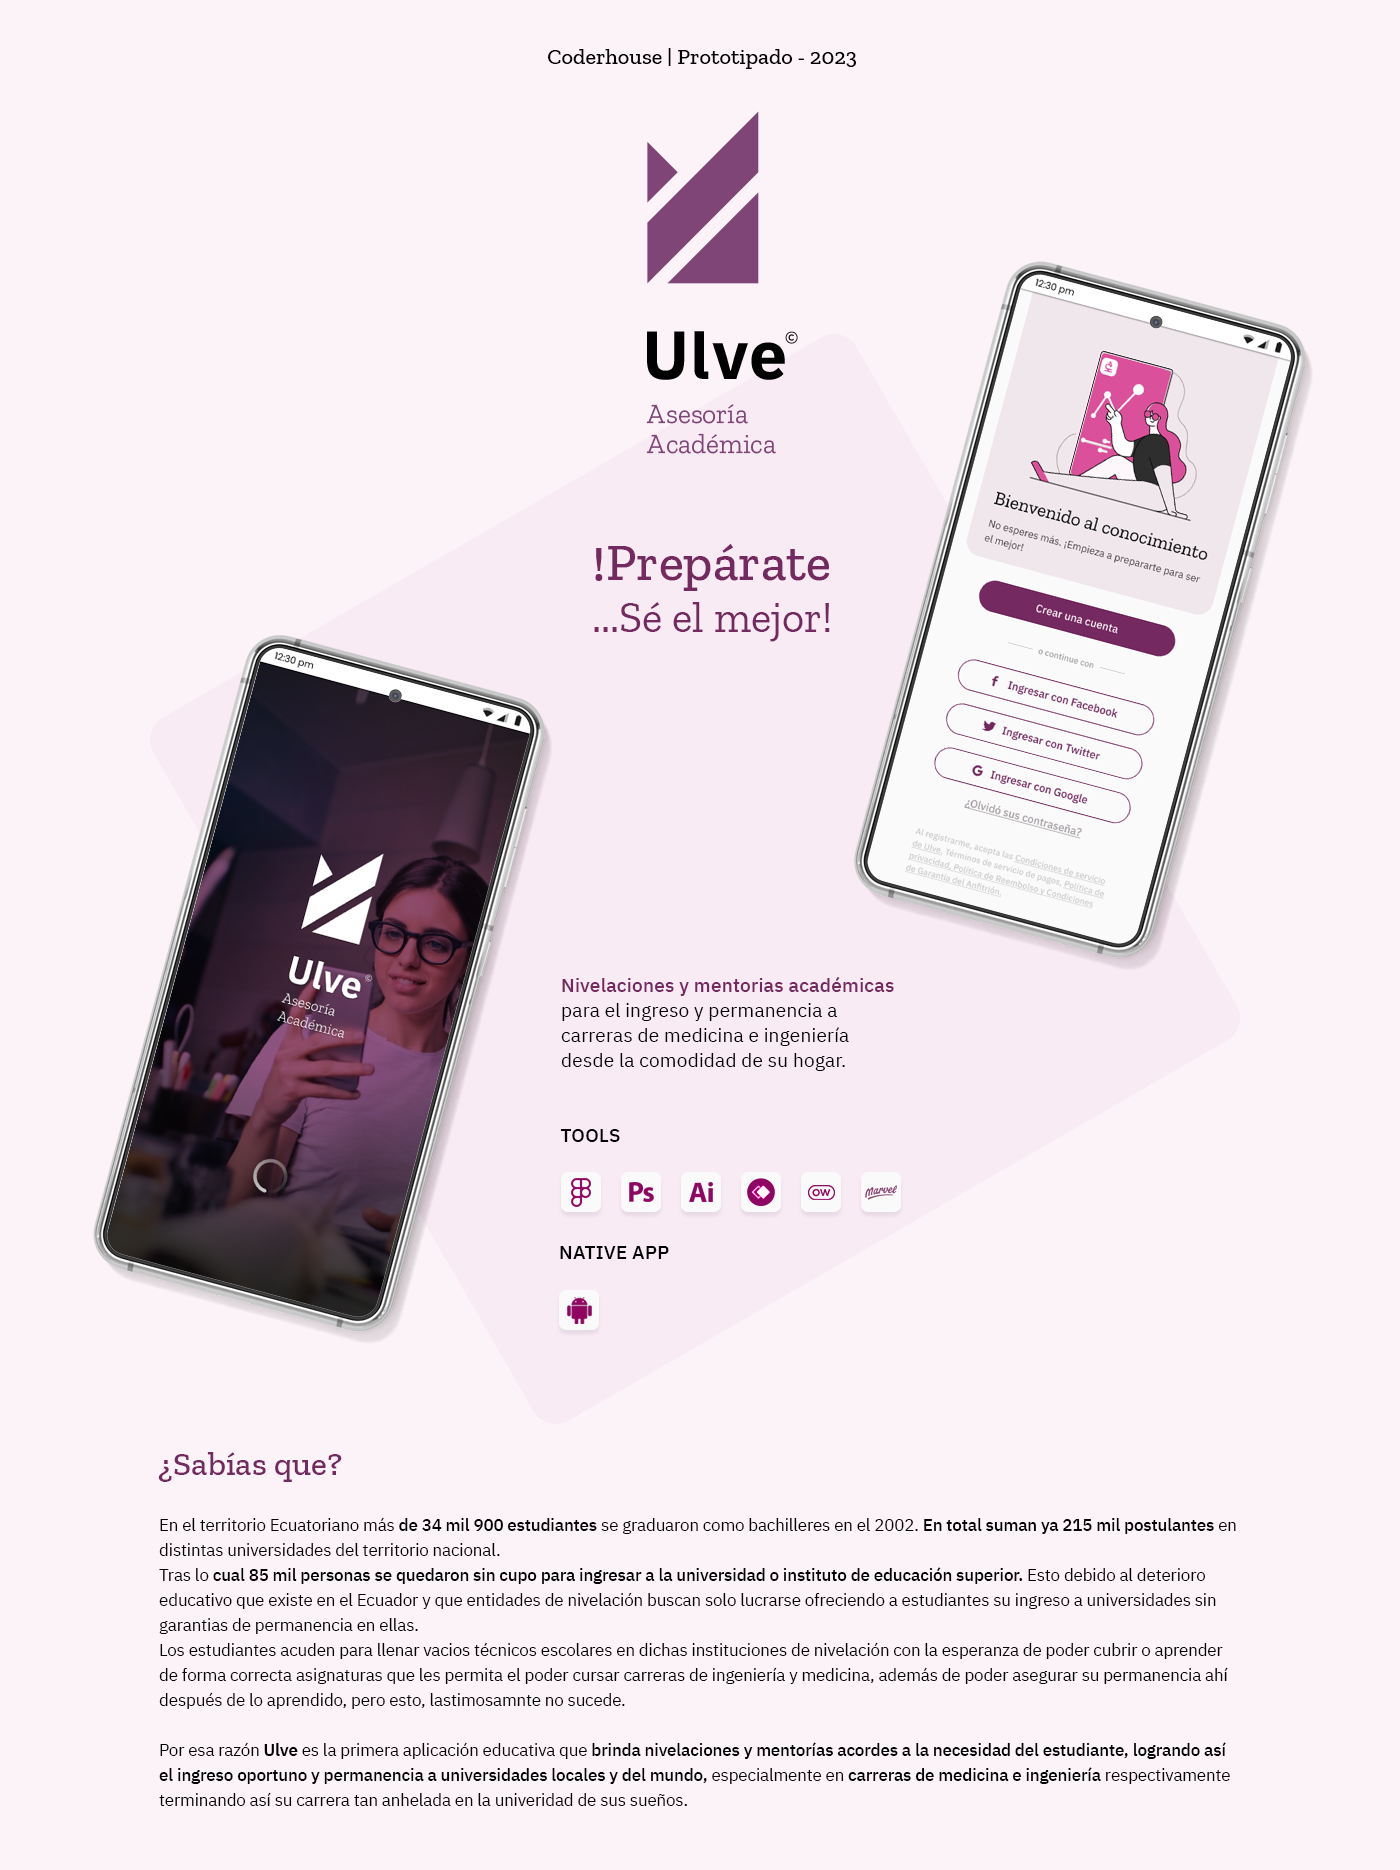 Coderhouse | Prototipado - 2023
Ulve©
Asesoría
Académica
!Prepárate
...Sé el mejor!
12:30 pm
Bienvenido al conocimiento
No esperes más. ¡Empieza a prepararte para ser
el mejor!
Crear una cuenta
o continue con
Ingresar con Facebook
Ingresar con Twitter
Ingresar con Google
¿Olvidó sus contraseña?
Al registrarme, acepta las Condiciones de servicio
de Ulve, Términos de servicio de pagos, Política de
privacidad, Política de Reembolso y Condiciones
de Garantía del Anfitrión.
12:30 pm
Ulve©
Asesoría
Académica
Nivelaciones y mentorias académicas
para el ingreso y permanencia a
carreras de medicina e ingeniería
desde la comodidad de su hogar.
TOOLS
Ps
Ai
OW
Marvel
NATIVE APP
¿Sabías que?
En el territorio Ecuatoriano más de 34 mil 900 estudiantes se graduaron como bachilleres en el 2002. En total suman ya 215 mil postulantes en
distintas universidades del territorio nacional.
Tras lo cual 85 mil personas se quedaron sin cupo para ingresar a la universidad o instituto de educación superior. Esto debido al deterioro
educativo que existe en el Ecuador y que entidades de nivelación buscan solo lucrarse ofreciendo a estudiantes su ingreso a universidades sin
garantias de permanencia en ellas.
Los estudiantes acuden para llenar vacios técnicos escolares en dichas instituciones de nivelación con la esperanza de poder cubrir o aprender
de forma correcta asignaturas que les permita el poder cursar carreras de ingeniería y medicina, además de poder asegurar su permanencia ahí
después de lo aprendido, pero esto, lastimosamnte no sucede.
Por esa razón Ulve es la primera aplicación educativa que brinda nivelaciones y mentorías acordes a la necesidad del estudiante, logrando así
el ingreso oportuno y permanencia a universidades locales y del mundo, especialmente en carreras de medicina e ingeniería respectivamente
terminando así su carrera tan anhelada en la univeridad de sus sueños.